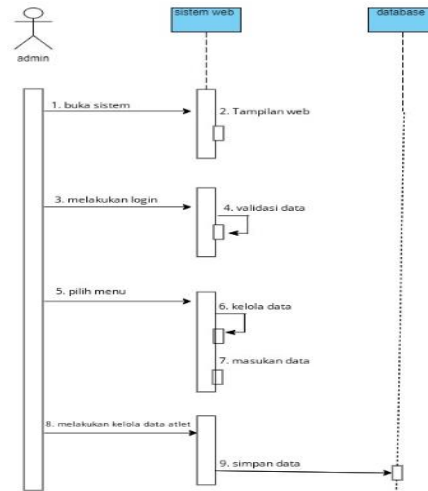 sistem web
database
admin
1. buka sistem
2. Tampilan web
3. melakukan login
4. validasi data
5. pilih menu
6. kelola data
7. masukan data
8. melakukan kelola data atlet
9. simpan data